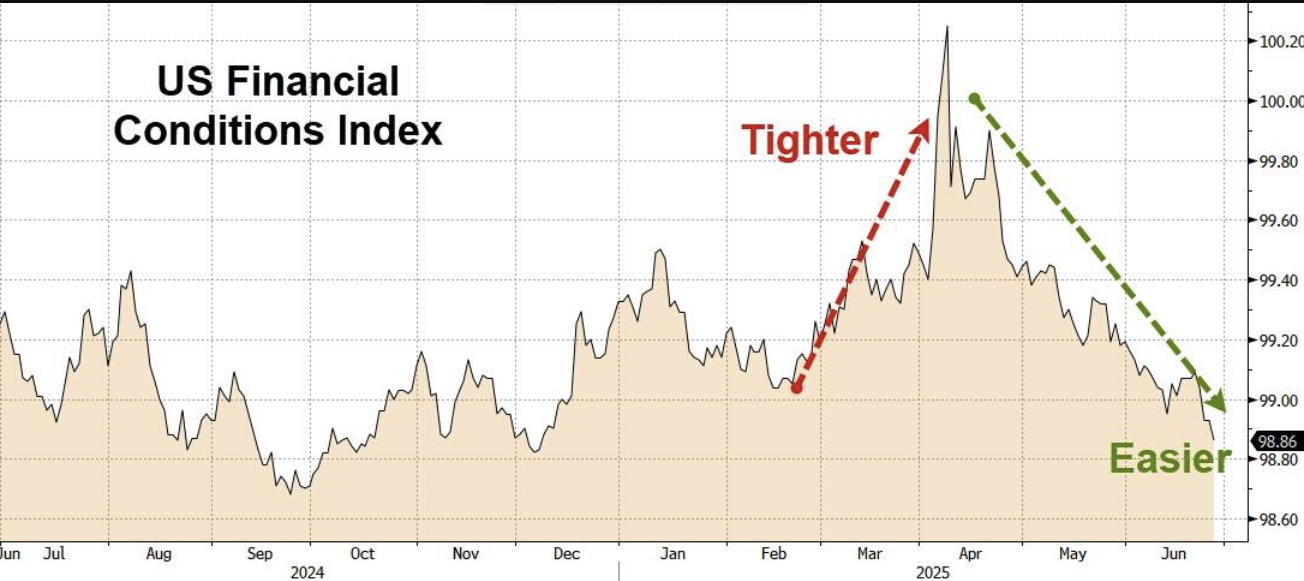 US Financial
Conditions Index
Tighter
Easier
100.20
100.00
99.80
99.60
99.40
99.20
99.00
98.86
98.80
98.60
Jun Jul Aug Sep Oct Nov Dec Jan Feb Mar Apr May Jun
2024 2025